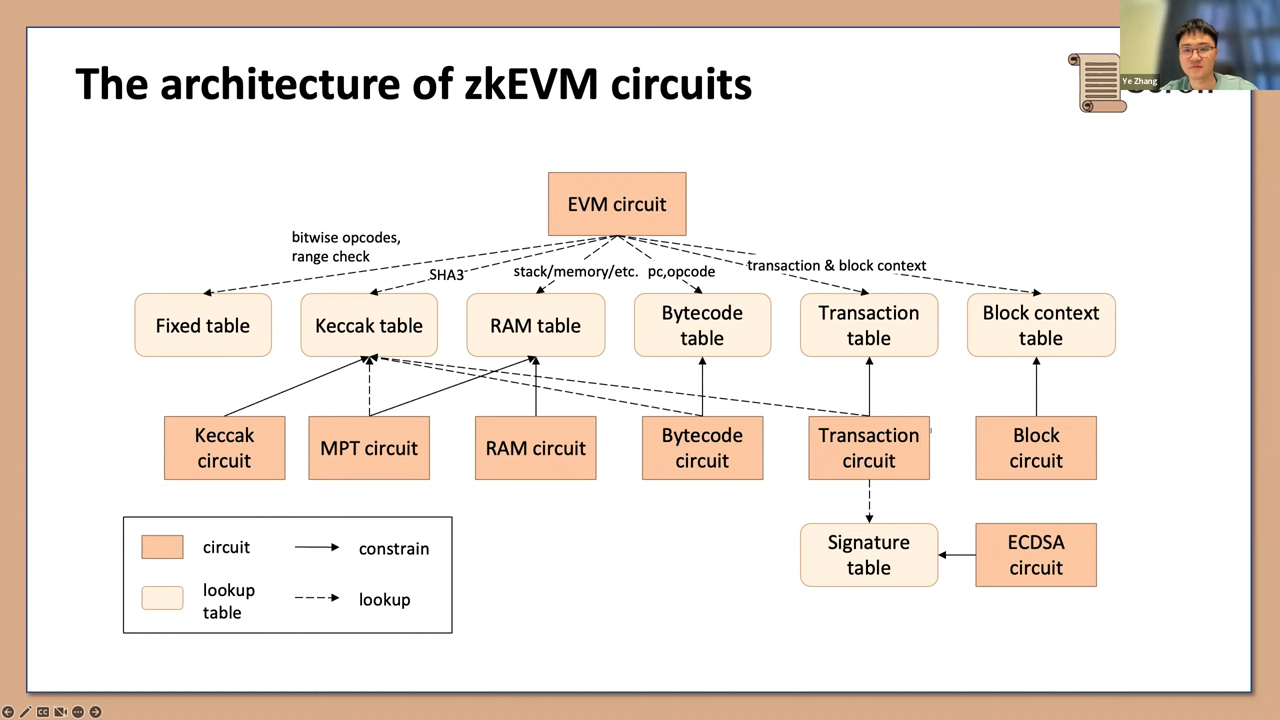 The architecture of zkEVM circuits
Ye Zhang
EVM circuit
bitwise opcodes,
range check
SHA3
stack/memory/etc.
pc,opcode
transaction & block context
Fixed table
Keccak table
RAM table
Bytecode
table
Transaction
table
Block context
table
Keccak
circuit
MPT circuit
RAM circuit
Bytecode
circuit
Transaction
circuit
Block
circuit
Signature
table
ECDSA
circuit
circuit
constrain
lookup
table
lookup